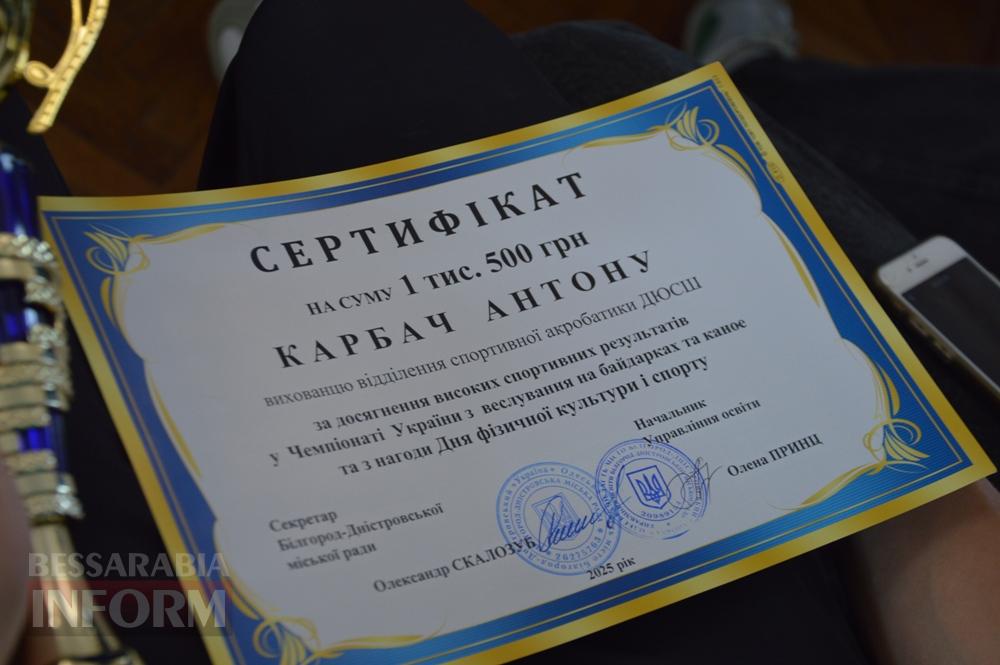 СЕРТИФІКАТ
НА СУМУ 1 тис. 500 грн
КАРБАЧ АНТОНУ
вихованцю відділення спортивної акробатики ДЮСШ
за досягнення високих спортивних результатів
у Чемпіонаті України з веслування на байдарках та каное
та з нагоди Дня фізичної культури і спорту
Начальник
Управління освіти
Олена ПРИНЦ
Секретар
Білгород-Дністровської
міської ради
Олександр СКАЛОЗУБ
26275763
2025 рік
BESSARABIA
INFORM